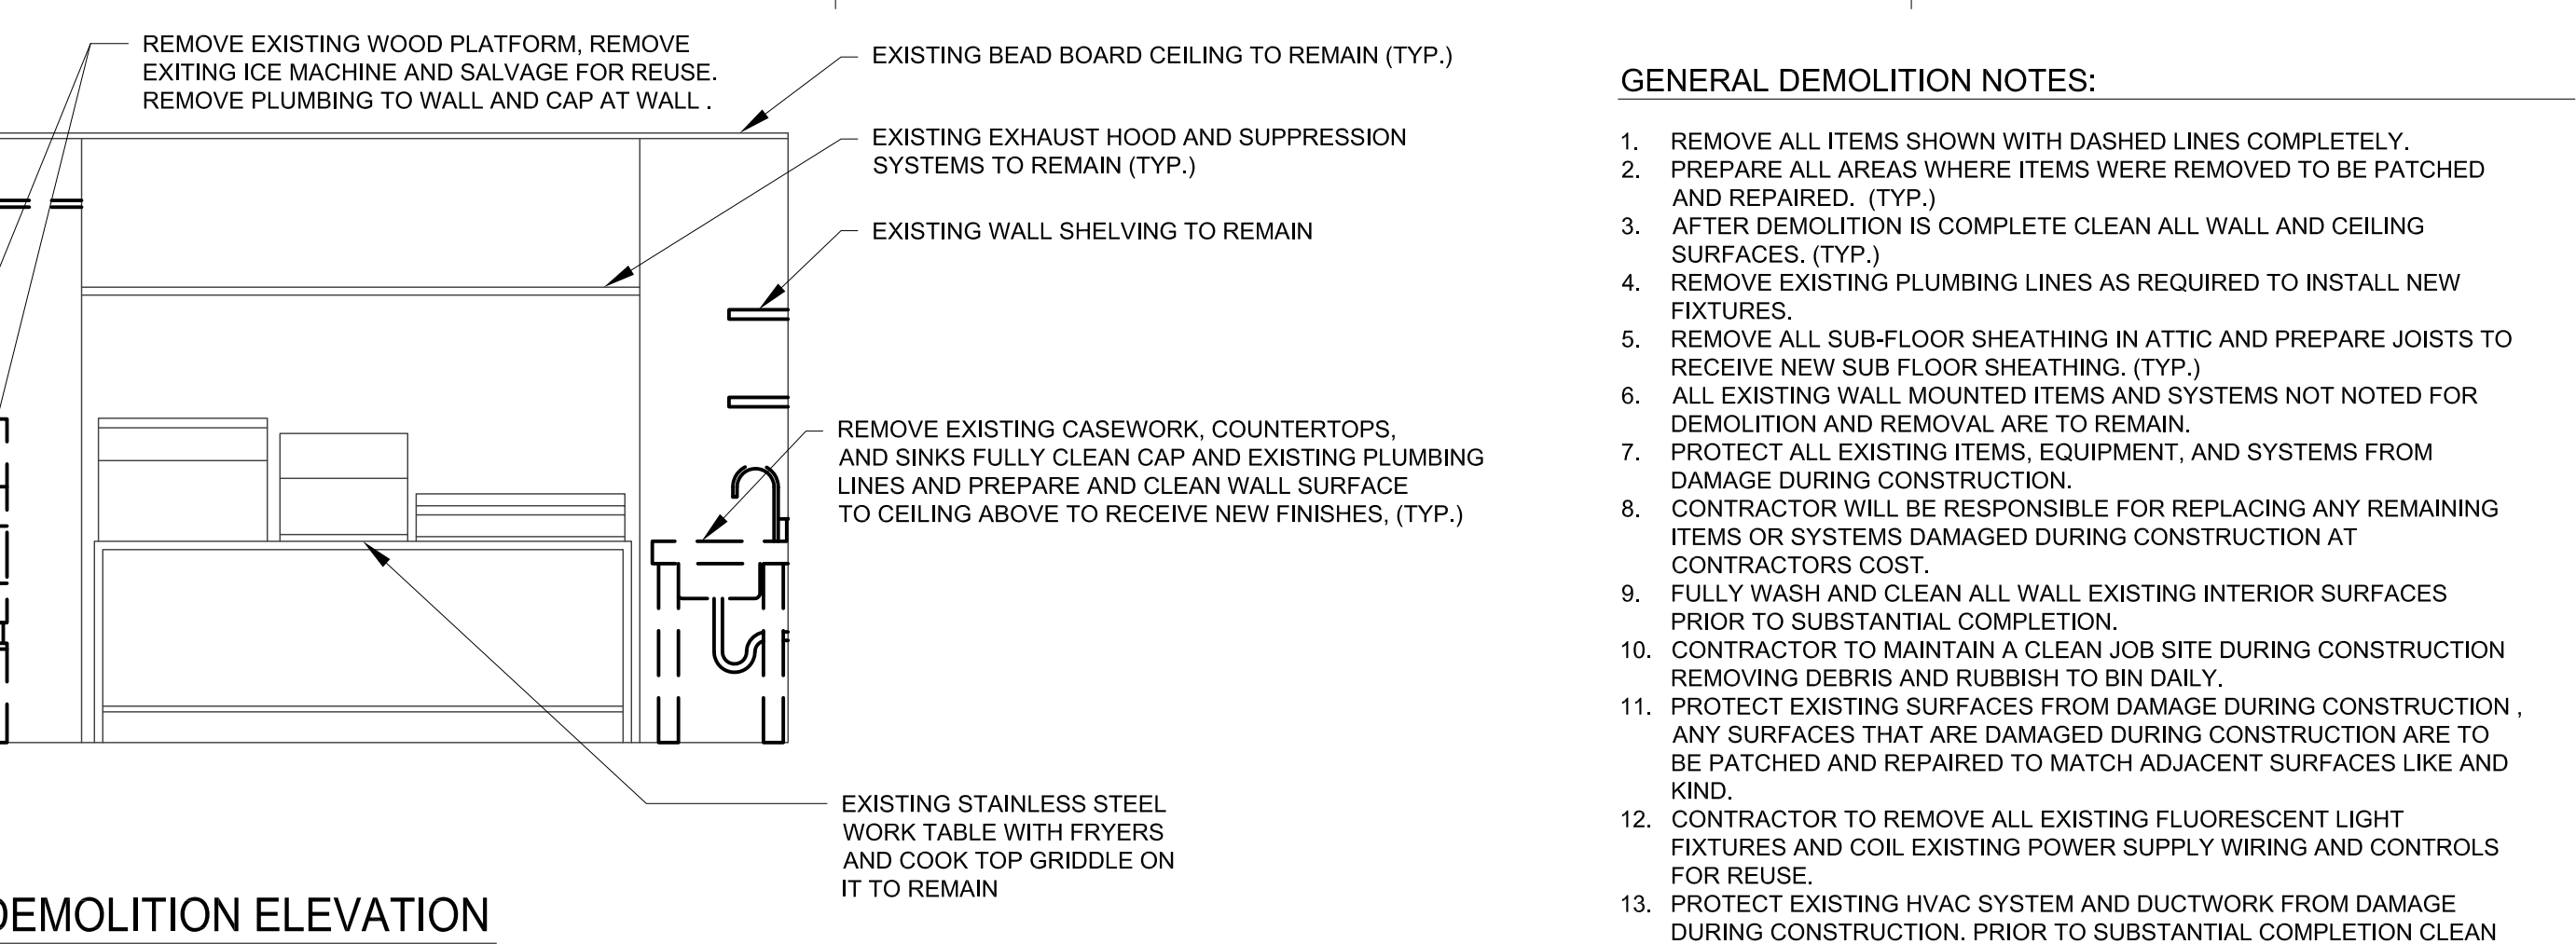 REMOVE EXISTING WOOD PLATFORM, REMOVE
EXITING ICE MACHINE AND SALVAGE FOR REUSE.
REMOVE PLUMBING TO WALL AND CAP AT WALL .
EXISTING BEAD BOARD CEILING TO REMAIN (TYP.)
EXISTING EXHAUST HOOD AND SUPPRESSION
SYSTEMS TO REMAIN (TYP.)
EXISTING WALL SHELVING TO REMAIN
REMOVE EXISTING CASEWORK, COUNTERTOPS,
AND SINKS FULLY CLEAN CAP AND EXISTING PLUMBING
LINES AND PREPARE AND CLEAN WALL SURFACE
TO CEILING ABOVE TO RECEIVE NEW FINISHES, (TYP.)
EXISTING STAINLESS STEEL
WORK TABLE WITH FRYERS
AND COOK TOP GRIDDLE ON
IT TO REMAIN
DEMOLITION ELEVATION
GENERAL DEMOLITION NOTES:
1. REMOVE ALL ITEMS SHOWN WITH DASHED LINES COMPLETELY.
2. PREPARE ALL AREAS WHERE ITEMS WERE REMOVED TO BE PATCHED
AND REPAIRED. (TYP.)
3. AFTER DEMOLITION IS COMPLETE CLEAN ALL WALL AND CEILING
SURFACES. (TYP.)
4. REMOVE EXISTING PLUMBING LINES AS REQUIRED TO INSTALL NEW
FIXTURES.
5. REMOVE ALL SUB-FLOOR SHEATHING IN ATTIC AND PREPARE JOISTS TO
RECEIVE NEW SUB FLOOR SHEATHING. (TYP.)
6. ALL EXISTING WALL MOUNTED ITEMS AND SYSTEMS NOT NOTED FOR
DEMOLITION AND REMOVAL ARE TO REMAIN.
7. PROTECT ALL EXISTING ITEMS, EQUIPMENT, AND SYSTEMS FROM
DAMAGE DURING CONSTRUCTION.
8. CONTRACTOR WILL BE RESPONSIBLE FOR REPLACING ANY REMAINING
ITEMS OR SYSTEMS DAMAGED DURING CONSTRUCTION AT
CONTRACTORS COST.
9. FULLY WASH AND CLEAN ALL WALL EXISTING INTERIOR SURFACES
PRIOR TO SUBSTANTIAL COMPLETION.
10. CONTRACTOR TO MAINTAIN A CLEAN JOB SITE DURING CONSTRUCTION
REMOVING DEBRIS AND RUBBISH TO BIN DAILY.
11. PROTECT EXISTING SURFACES FROM DAMAGE DURING CONSTRUCTION ,
ANY SURFACES THAT ARE DAMAGED DURING CONSTRUCTION ARE TO
BE PATCHED AND REPAIRED TO MATCH ADJACENT SURFACES LIKE AND
KIND.
12. CONTRACTOR TO REMOVE ALL EXISTING FLUORESCENT LIGHT
FIXTURES AND COIL EXISTING POWER SUPPLY WIRING AND CONTROLS
FOR REUSE.
13. PROTECT EXISTING HVAC SYSTEM AND DUCTWORK FROM DAMAGE
DURING CONSTRUCTION. PRIOR TO SUBSTANTIAL COMPLETION CLEAN